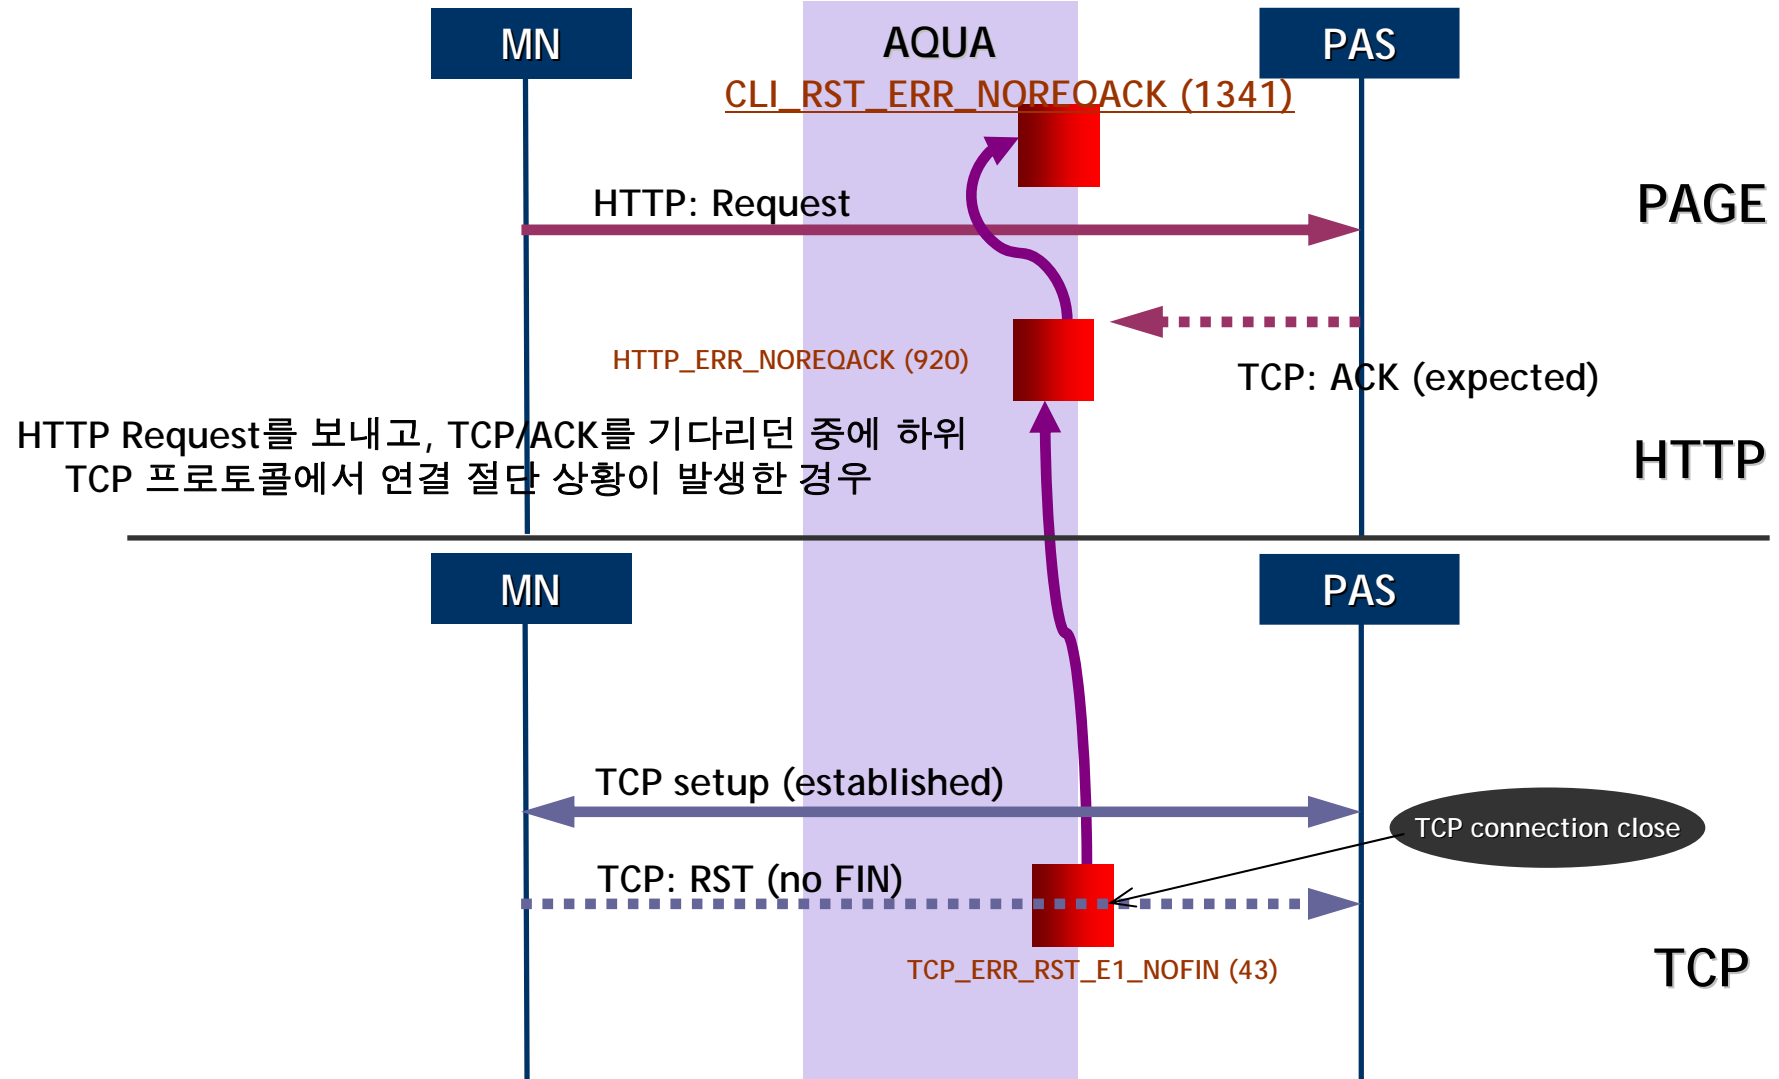 MN
AQUA
PAS
CLI_RST_ERR_NOREQACK (1341)
HTTP: Request
PAGE
HTTP_ERR_NOREQACK (920)
TCP: ACK (expected)
HTTP Request를 보내고, TCP/ACK를 기다리던 중에 하위
TCP 프로토콜에서 연결 절단 상황이 발생한 경우
HTTP
MN
PAS
TCP setup (established)
TCP connection close
TCP: RST (no FIN)
TCP_ERR_RST_E1_NOFIN (43)
TCP